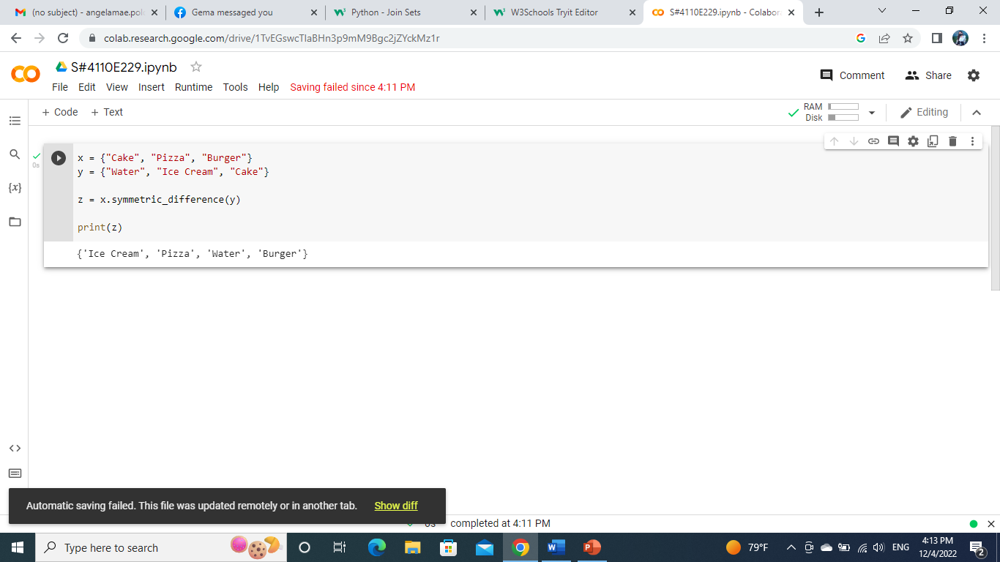 (no subject) - angelamae.pol
Gema messaged you
Python - Join Sets
W3Schools Tryit Editor
S#4110E229.ipynb - Colabora
colab.research.google.com/drive/1TvEGswcTlaBHn3p9mM9Bgc2jZYckMz1r
S#4110E229.ipynb
Comment
Share
File Edit View Insert Runtime Tools Help Saving failed since 4:11 PM
+ Code + Text
RAM
Disk
Editing
0s
x = {"Cake", "Pizza", "Burger"}
y = {"Water", "Ice Cream", "Cake"}
z = x.symmetric_difference(y)
print(z)
{'Ice Cream', 'Pizza', 'Water', 'Burger'}
{x}
<>
Automatic saving failed. This file was updated remotely or in another tab. Show diff
completed at 4:11 PM
Type here to search
79°F
ENG
4:13 PM
12/4/2022
2